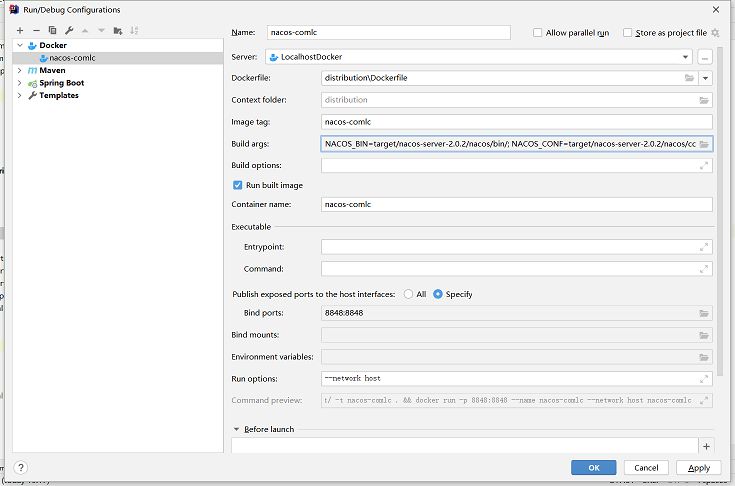 Run/Debug Configurations
Docker
nacos-comlc
Maven
Spring Boot
Templates
Name: nacos-comlc
Allow parallel run
Store as project file
Server: LocalhostDocker
...
Dockerfile: distribution\Dockerfile
Context folder: distribution
Image tag: nacos-comlc
Build args: NACOS_BIN=target/nacos-server-2.0.2/nacos/bin/; NACOS_CONF=target/nacos-server-2.0.2/nacos/cc
Build options:
Run built image
Container name: nacos-comlc
Executable
Entrypoint:
Command:
Publish exposed ports to the host interfaces: All Specify
Bind ports: 8848:8848
Bind mounts:
Environment variables:
Run options: --network host
Command preview: :/ -t nacos-comlc . && docker run -p 8848:8848 --name nacos-comlc --network host nacos-comlc
Before launch
?
OK
Cancel
Apply